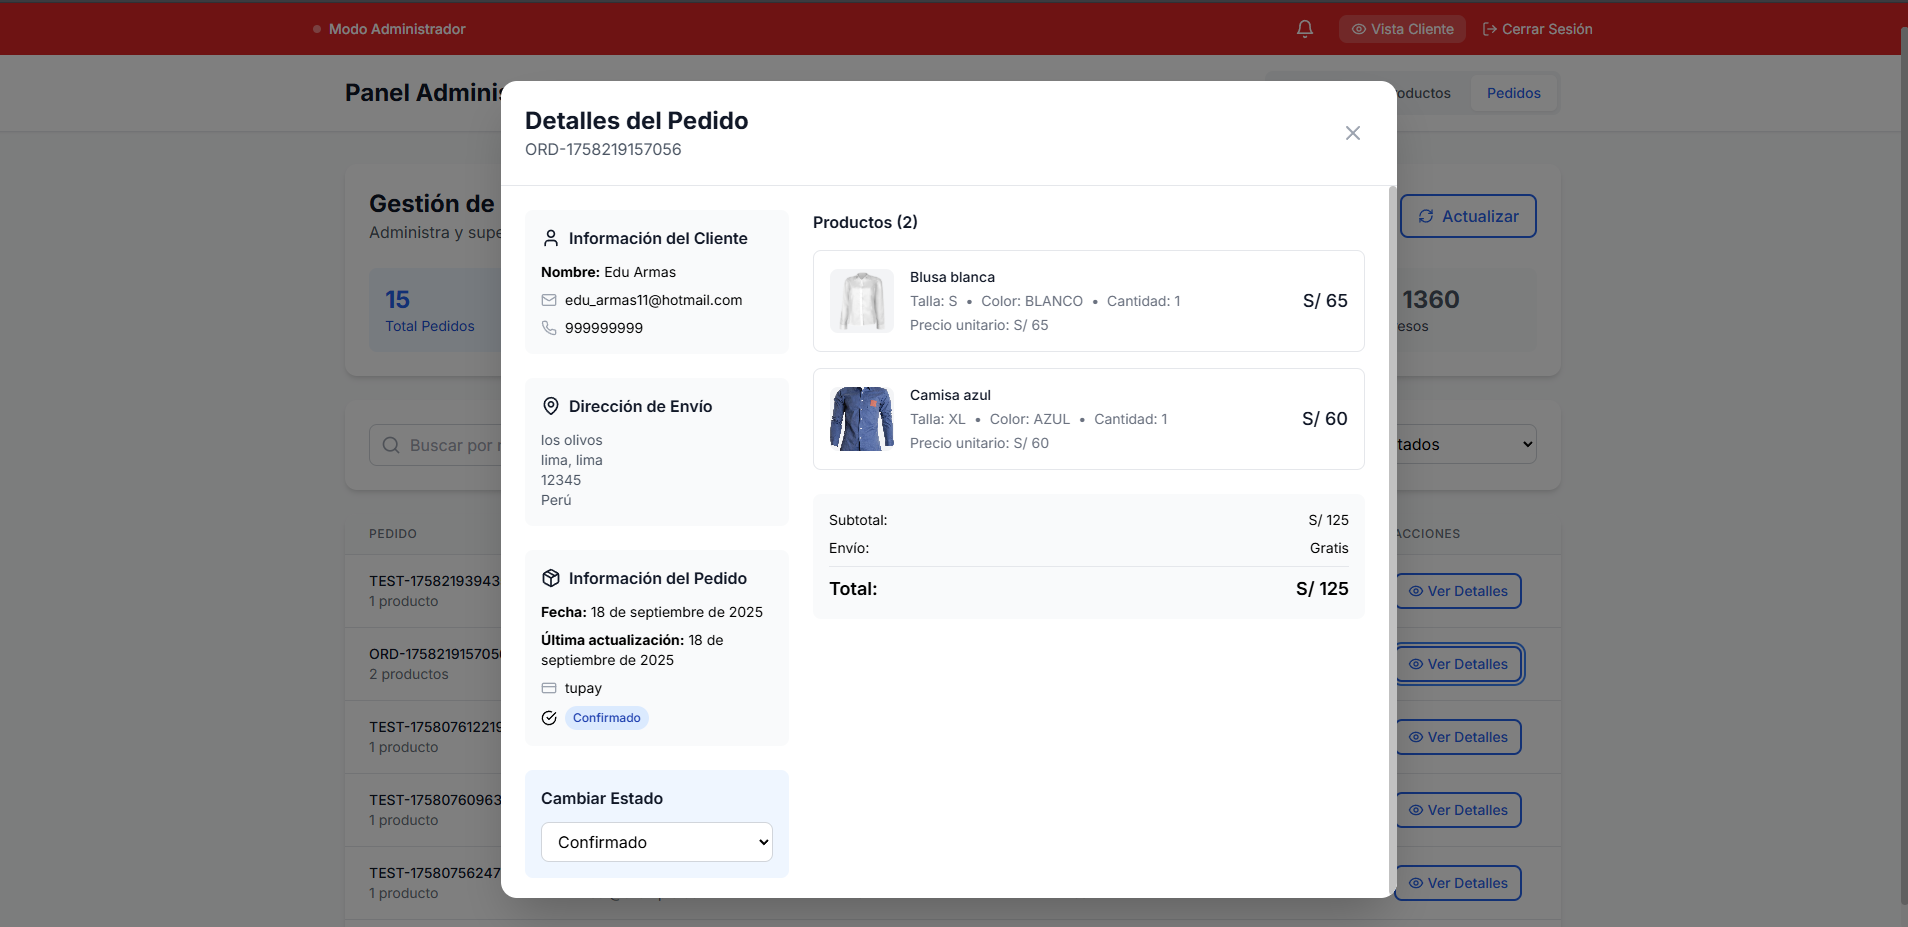 Modo Administrador
Vista Cliente
Cerrar Sesión
Panel Adminis
oductos
Pedidos
Gestión de
Administra y supe
Actualizar
15
Total Pedidos
1360
esos
Buscar por
tados
PEDIDO
ACCIONES
TEST-17582193943
1 producto
Ver Detalles
ORD-175821915705
2 productos
Ver Detalles
TEST-175807612219
1 producto
Ver Detalles
TEST-17580760963
1 producto
Ver Detalles
TEST-17580756247
1 producto
Ver Detalles
Detalles del Pedido
ORD-1758219157056
Información del Cliente
Nombre: Edu Armas
edu_armas11@hotmail.com
999999999
Dirección de Envío
los olivos
lima, lima
12345
Perú
Información del Pedido
Fecha: 18 de septiembre de 2025
Última actualización: 18 de
septiembre de 2025
tupay
Confirmado
Cambiar Estado
Confirmado
Productos (2)
Blusa blanca
Talla: S • Color: BLANCO • Cantidad: 1
Precio unitario: S/ 65
S/ 65
Camisa azul
Talla: XL • Color: AZUL • Cantidad: 1
Precio unitario: S/ 60
S/ 60
Subtotal: S/ 125
Envío: Gratis
Total: S/ 125